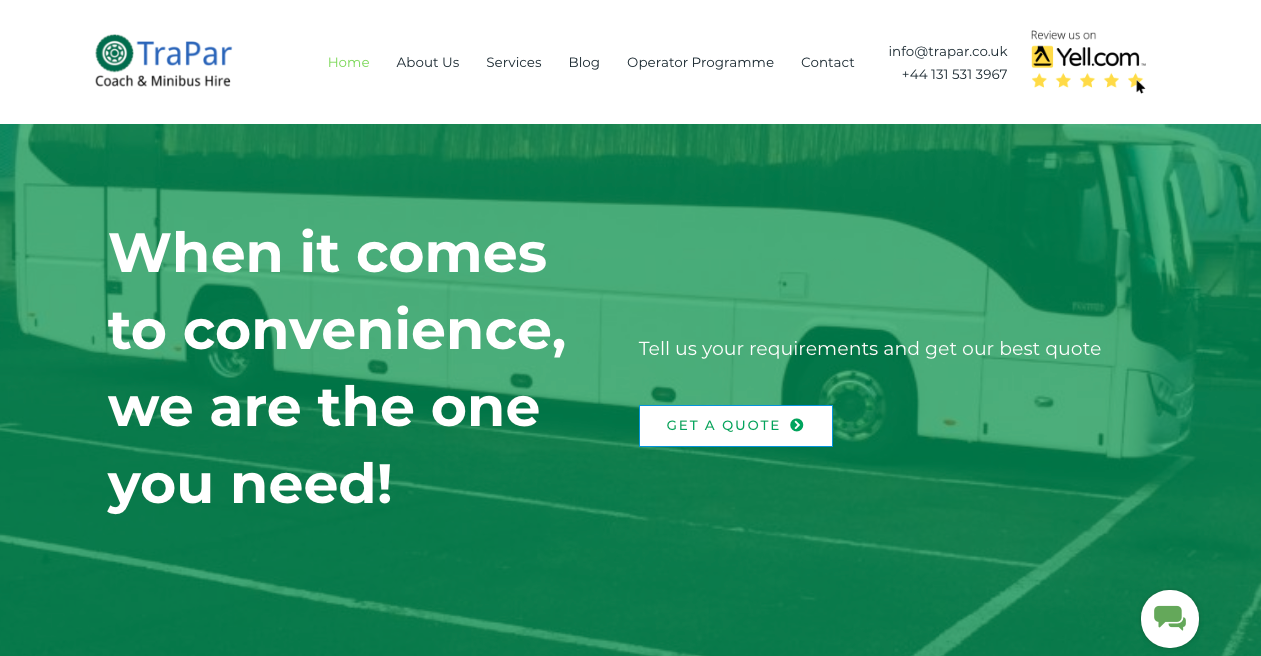 TraPar
Coach & Minibus Hire
Home
About Us
Services
Blog
Operator Programme
Contact
info@trapar.co.uk
+44 131 531 3967
Review us on
Yell.com
When it comes
to convenience,
we are the one
you need!
Tell us your requirements and get our best quote
GET A QUOTE